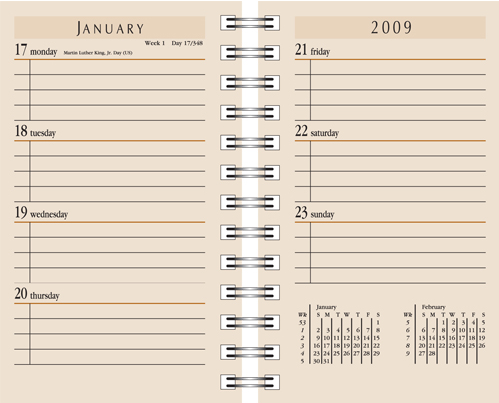 JANUARY
Week 1 Day 17/348
17 monday Martin Luther King, Jr. Day (US)
18 tuesday
19 wednesday
20 thursday
2009
21 friday
22 saturday
23 sunday
January
Wk S M T W T F S
53 1
1 2 3 4 5 6 7 8
2 9 10 11 12 13 14 15
3 16 17 18 19 20 21 22
4 23 24 25 26 27 28 29
5 30 31
February
Wk S M T W T F S
5 1 2 3 4 5
6 6 7 8 9 10 11 12
7 13 14 15 16 17 18 19
8 20 21 22 23 24 25 26
9 27 28